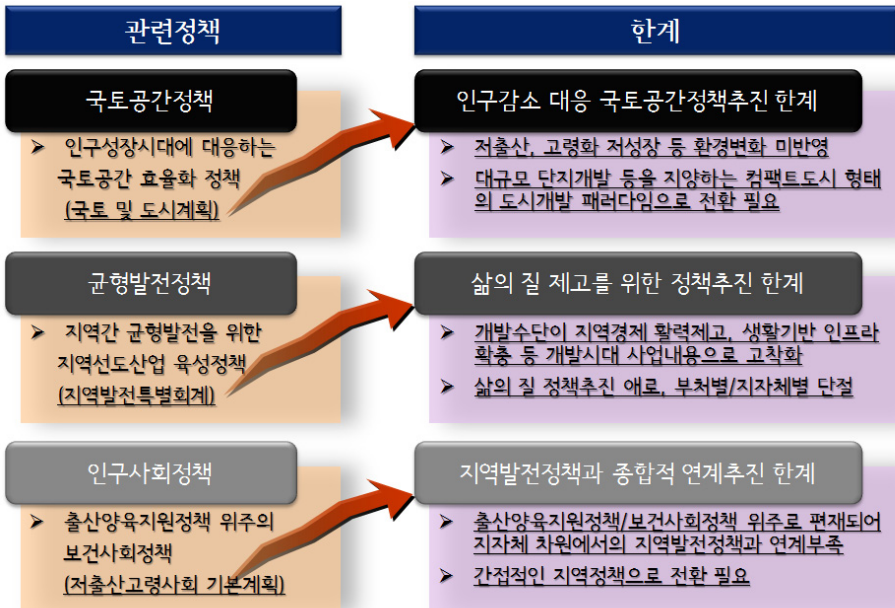 관련정책
한계
국토공간정책
➤ 인구성장시대에 대응하는
국토공간 효율화 정책
(국토 및 도시계획)
인구감소 대응 국토공간정책추진 한계
➤ 저출산, 고령화 저성장 등 환경변화 미반영
➤ 대규모 단지개발 등을 지양하는 컴팩트도시 형태
의 도시개발 패러다임으로 전환 필요
균형발전정책
➤ 지역간 균형발전을 위한
지역선도산업 육성정책
(지역발전특별회계)
삶의 질 제고를 위한 정책추진 한계
➤ 개발수단이 지역경제 활력제고, 생활기반 인프라
확충 등 개발시대 사업내용으로 고착화
➤ 삶의 질 정책추진 애로, 부처별/지자체별 단절
인구사회정책
➤ 출산양육지원정책 위주의
보건사회정책
(저출산고령사회 기본계획)
지역발전정책과 종합적 연계추진 한계
➤ 출산양육지원정책/보건사회정책 위주로 편재되어
지자체 차원에서의 지역발전정책과 연계부족
➤ 간접적인 지역정책으로 전환 필요